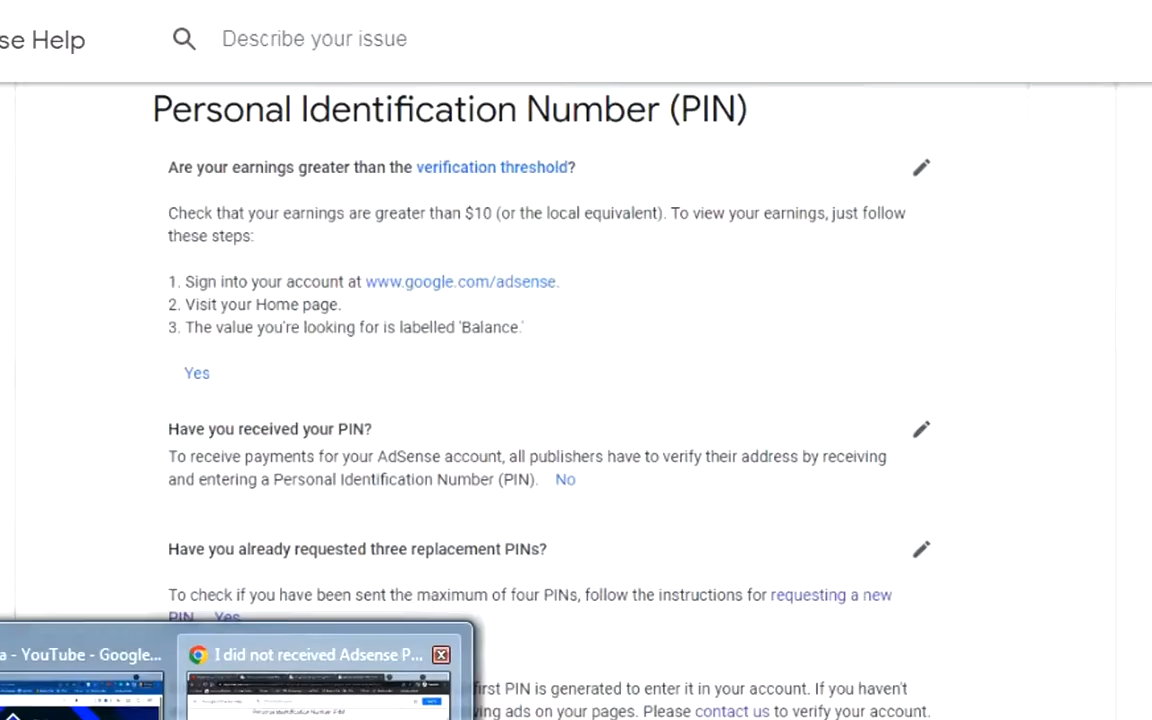 se Help
Describe your issue
Personal Identification Number (PIN)
Are your earnings greater than the verification threshold?
Check that your earnings are greater than $10 (or the local equivalent). To view your earnings, just follow
these steps:
1. Sign into your account at www.google.com/adsense.
2. Visit your Home page.
3. The value you're looking for is labelled 'Balance.'
Yes
Have you received your PIN?
To receive payments for your AdSense account, all publishers have to verify their address by receiving
and entering a Personal Identification Number (PIN). No
Have you already requested three replacement PINs?
To check if you have been sent the maximum of four PINs, follow the instructions for requesting a new
PIN. Yes
a - YouTube - Google...
I did not received Adsense P...
first PIN is generated to enter it in your account. If you haven't
ing ads on your pages. Please contact us to verify your account.
Personal Identification Number (PIN)